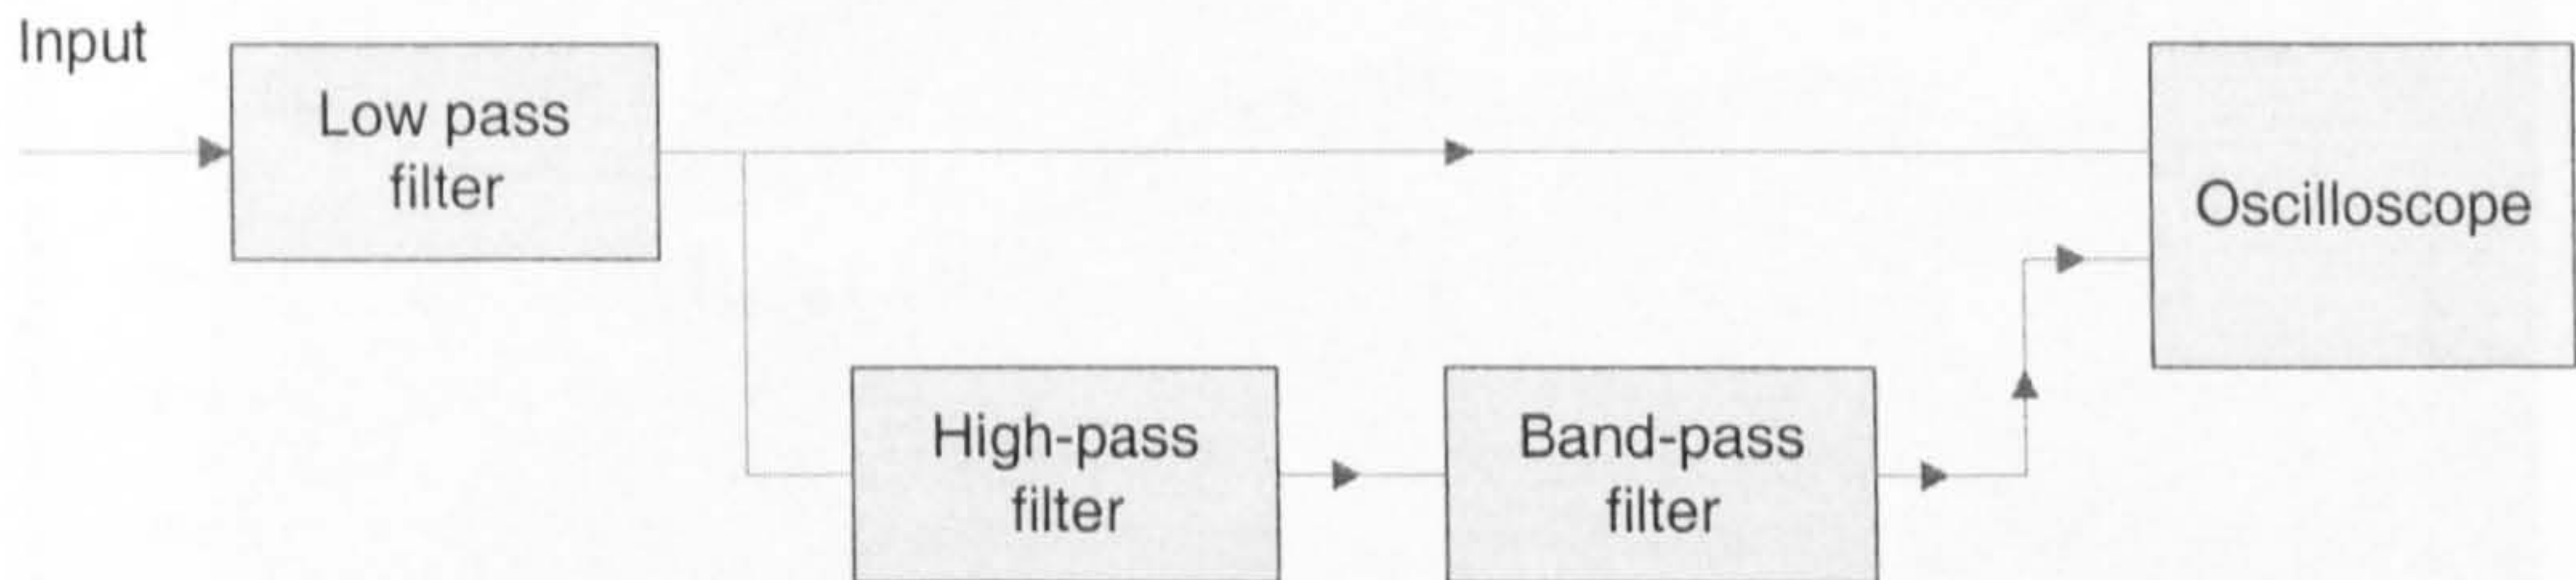 Input
Low pass
filter
Oscilloscope
High-pass
filter
Band-pass
filter